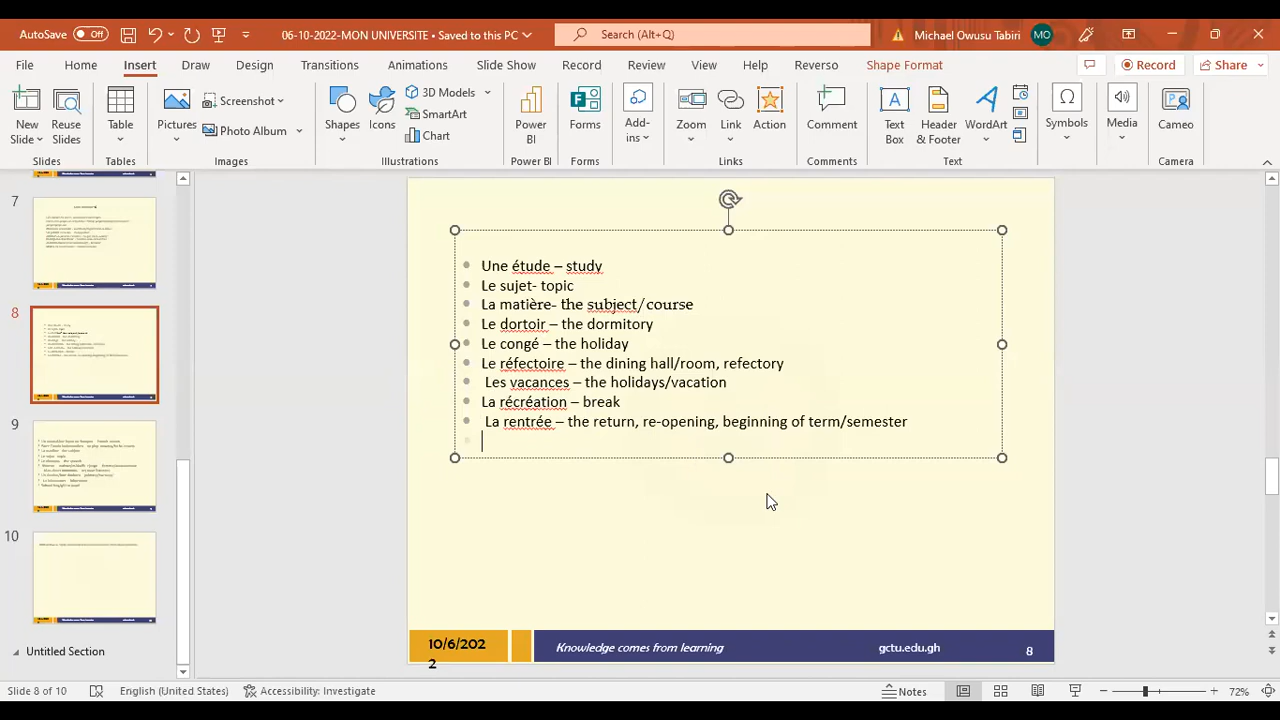 AutoSave Off 06-10-2022-MON UNIVERSITE • Saved to this PC Search (Alt+Q) Michael Owusu Tabiri MO
File Home Insert Draw Design Transitions Animations Slide Show Record Review View Help Reverso Shape Format Record Share
New Slide Reuse Slides Table Pictures Screenshot Photo Album Shapes Icons 3D Models SmartArt Chart Power BI Forms Add-ins Zoom Link Action Comment Text Box Header & Footer WordArt Symbols Media Cameo
Slides Tables Images Illustrations Power BI Forms Links Comments Text Camera
7
8
9
10
Untitled Section
Une étude – study
Le sujet- topic
La matière- the subject/course
Le dortoir – the dormitory
Le congé – the holiday
Le réfectoire – the dining hall/room, refectory
Les vacances – the holidays/vacation
La récréation – break
La rentrée – the return, re-opening, beginning of term/semester
10/6/202
2
Knowledge comes from learning gctu.edu.gh 8
Slide 8 of 10 English (United States) Accessibility: Investigate Notes 72%